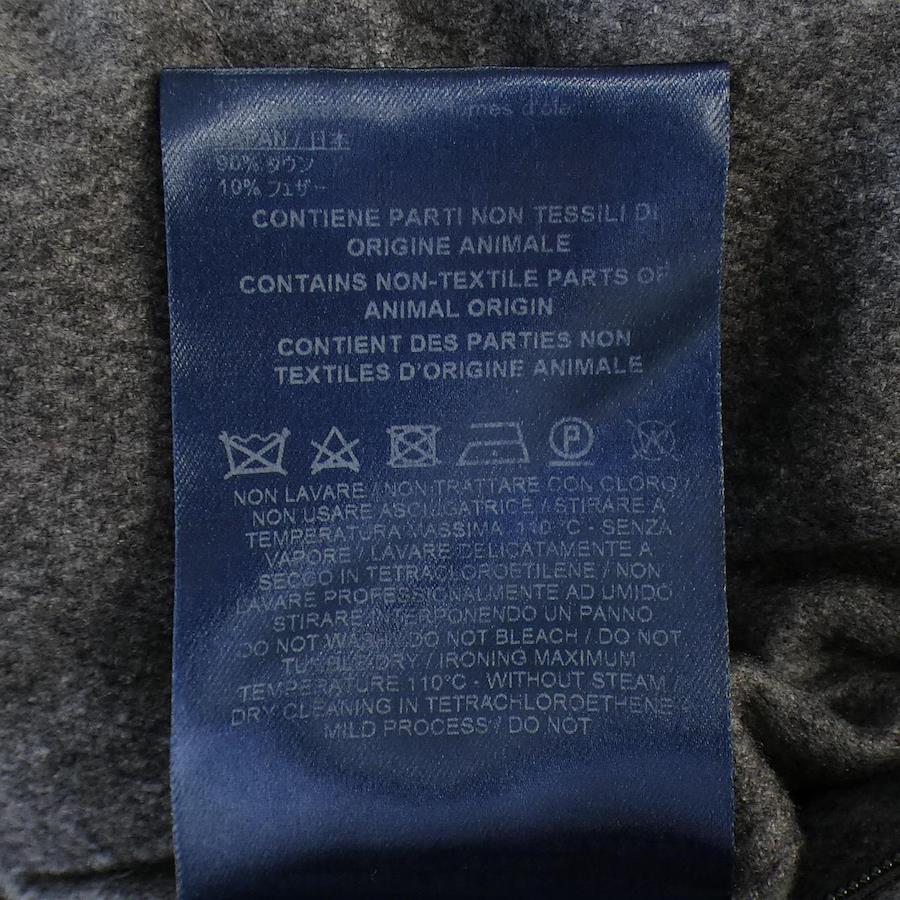 plumes d'oie
JAPAN / 日本
90% ダウン
10% フェザー
CONTIENE PARTI NON TESSILI DI
ORIGINE ANIMALE
CONTAINS NON-TEXTILE PARTS OF
ANIMAL ORIGIN
CONTIENT DES PARTIES NON
TEXTILES D'ORIGINE ANIMALE
P
W
NON LAVARE / NON TRATTARE CON CLORO /
NON USARE ASCIUGATRICE / STIRARE A
TEMPERATURA MASSIMA 110 °C - SENZA
VAPORE / LAVARE DELICATAMENTE A
SECCO IN TETRACLOROETILENE / NON
LAVARE PROFESSIONALMENTE AD UMIDO
STIRARE INTERPONENDO UN PANNO
DO NOT WASH / DO NOT BLEACH / DO NOT
TUMBLE DRY / IRONING MAXIMUM
TEMPERATURE 110°C - WITHOUT STEAM /
DRY CLEANING IN TETRACHLOROETHENE -
MILD PROCESS / DO NOT